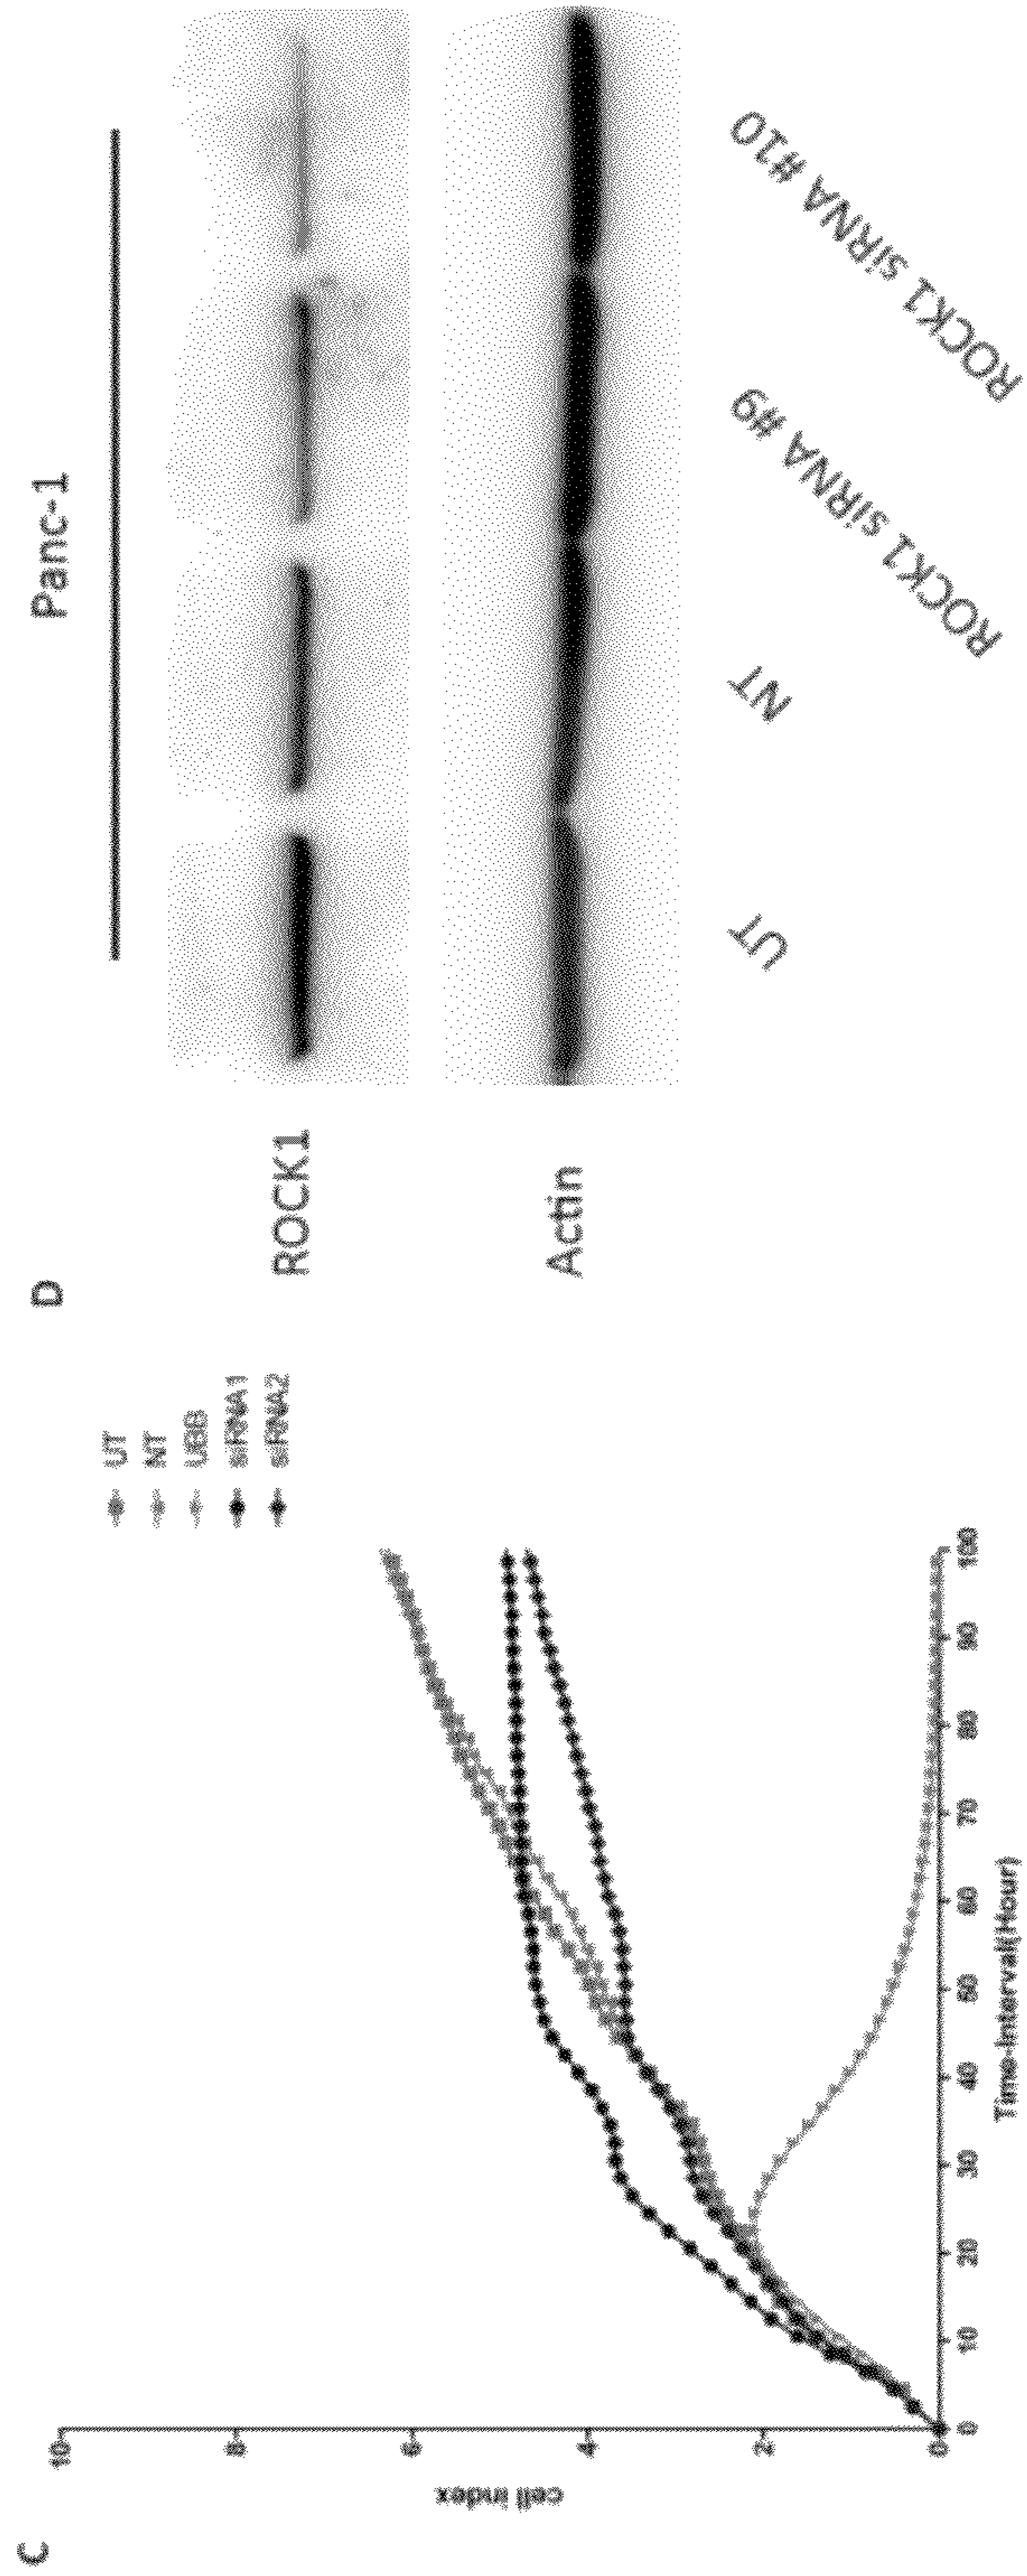 C
cell index
10
8
6
4
2
0
0 10 20 30 40 50 60 70 80 90 100
Time-Interval(Hour)
UT
NT
UBB
siRNA1
siRNA2
D
Panc-1
ROCK1
Actin
UT
NT
ROCK1 siRNA #9
ROCK1 siRNA #10